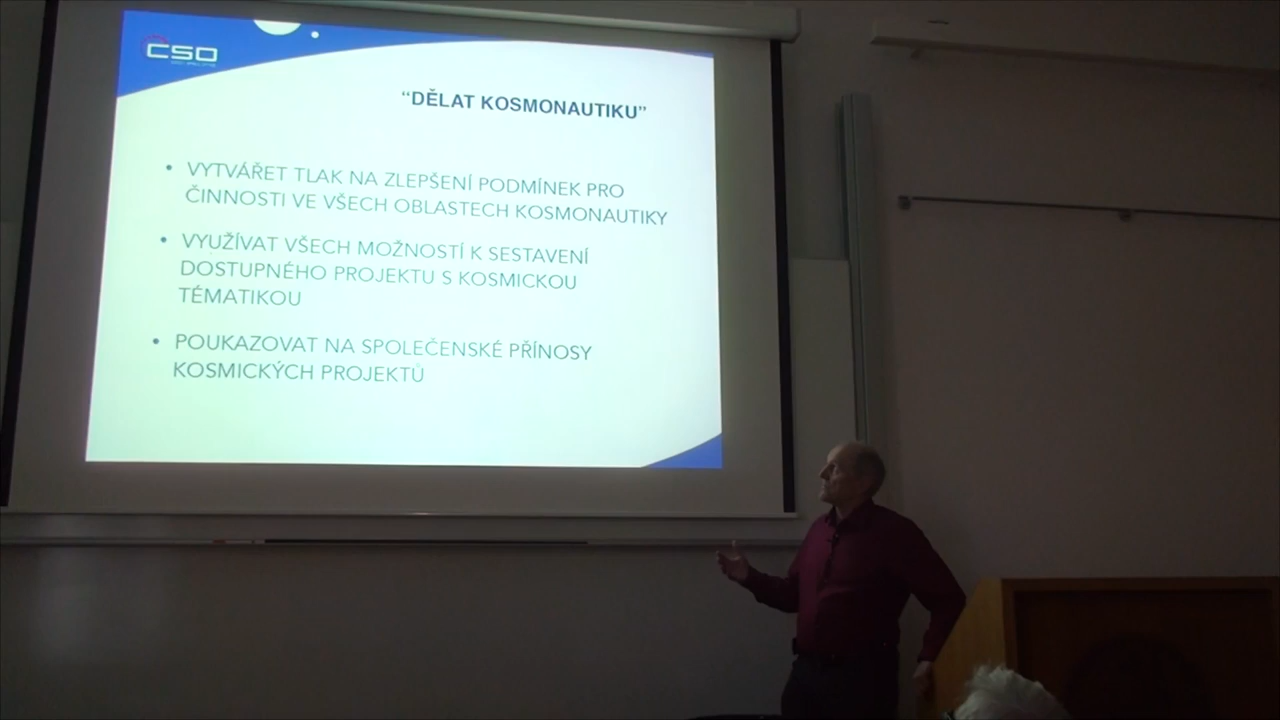 CSO
“DĚLAT KOSMONAUTIKU”
• VYTVÁŘET TLAK NA ZLEPŠENÍ PODMÍNEK PRO
ČINNOSTI VE VŠECH OBLASTECH KOSMONAUTIKY
• VYUŽÍVAT VŠECH MOŽNOSTÍ K SESTAVENÍ
DOSTUPNÉHO PROJEKTU S KOSMICKOU
TÉMATIKOU
• POUKAZOVAT NA SPOLEČENSKÉ PŘÍNOSY
KOSMICKÝCH PROJEKTŮ